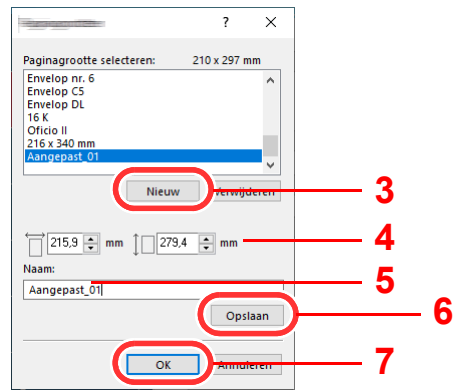 ?
Paginagrootte selecteren: 210 x 297 mm
Envelop nr. 6
Envelop C5
Envelop DL
16 K
Oficio II
216 x 340 mm
Aangepast_01
Nieuw Verwijderen 3
215,9 mm 279,4 mm 4
Naam:
Aangepast_01 5
Opslaan 6
OK Annuleren 7